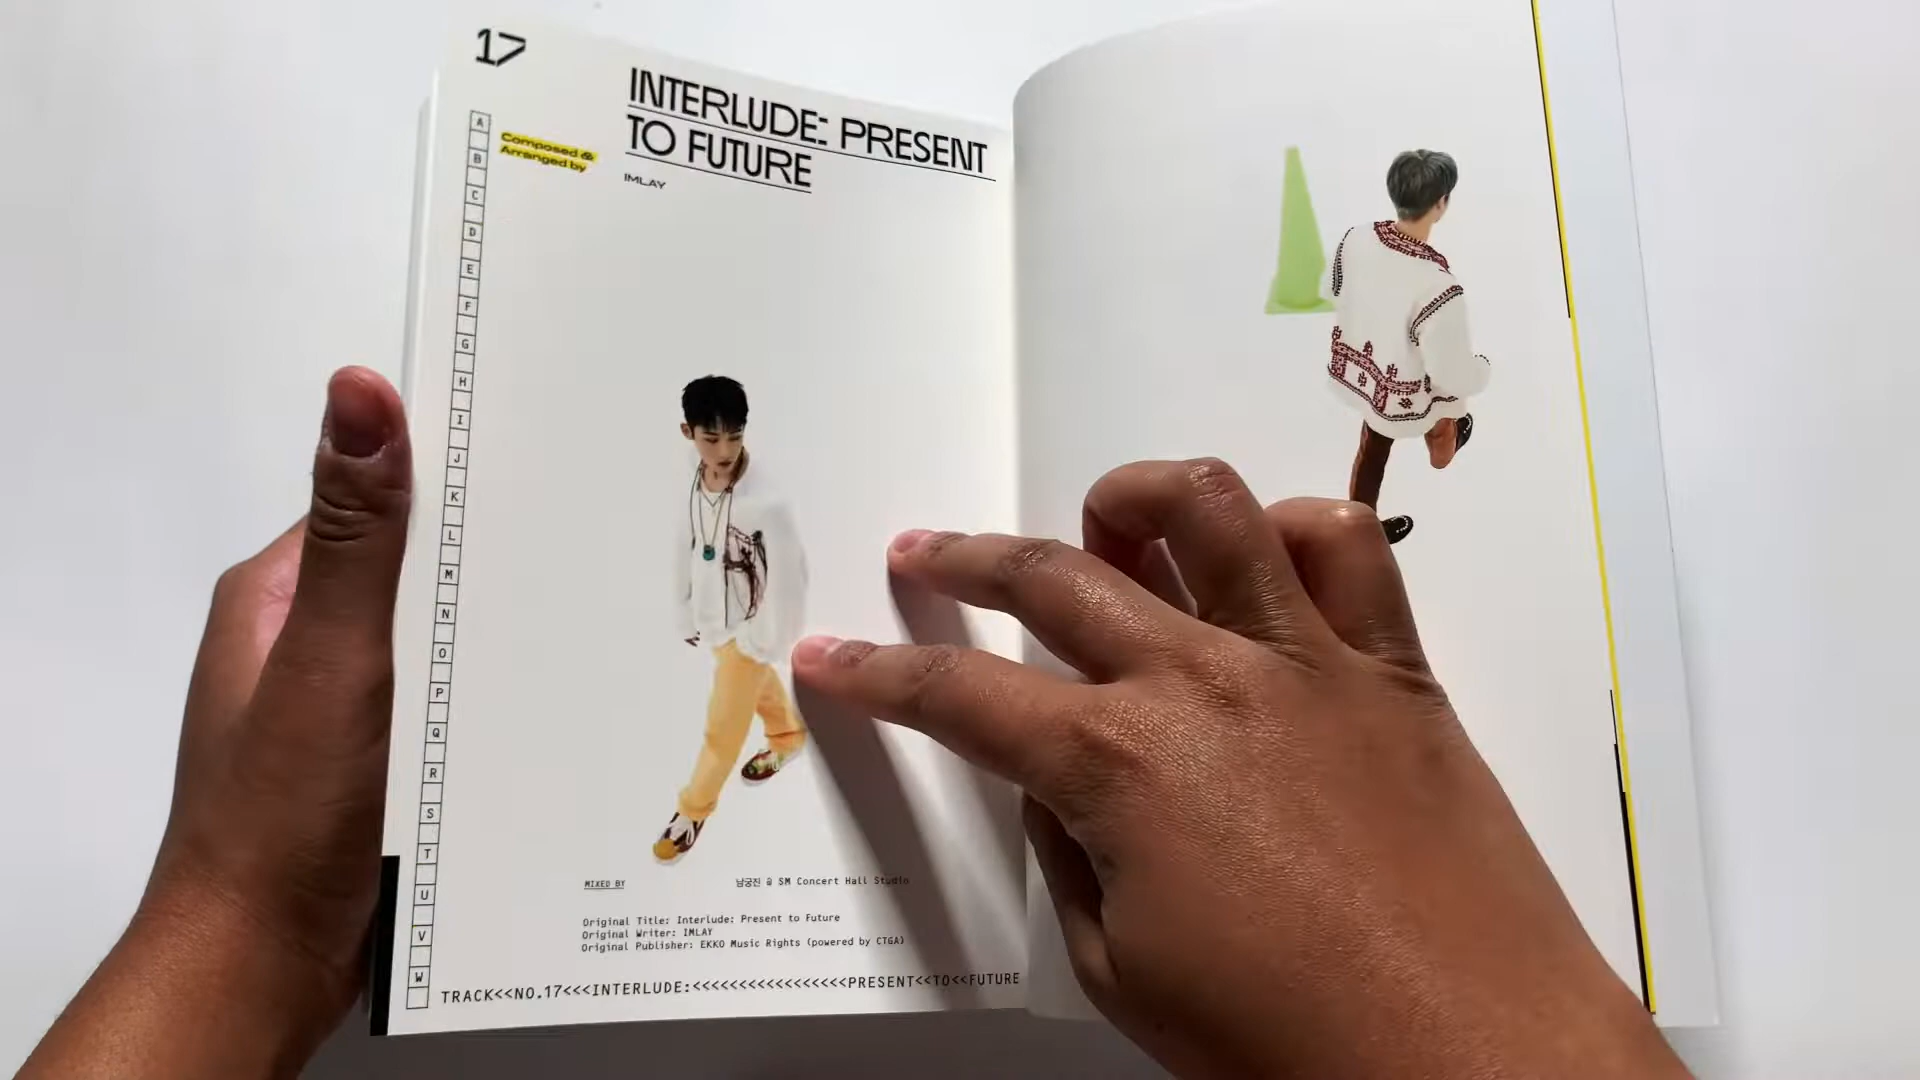 17
INTERLUDE: PRESENT
TO FUTURE
Composed &
Arranged by
IMLAY
A
B
C
D
E
F
G
H
I
J
K
L
M
N
O
P
Q
R
S
T
U
V
W
MIXED BY
남궁진 @ SM Concert Hall Studio
Original Title: Interlude: Present to Future
Original Writer: IMLAY
Original Publisher: EKKO Music Rights (powered by CTGA)
TRACK<<NO.17<<<INTERLUDE:<<<<<<<<<<<<<<<<<PRESENT<<TO<<FUTURE